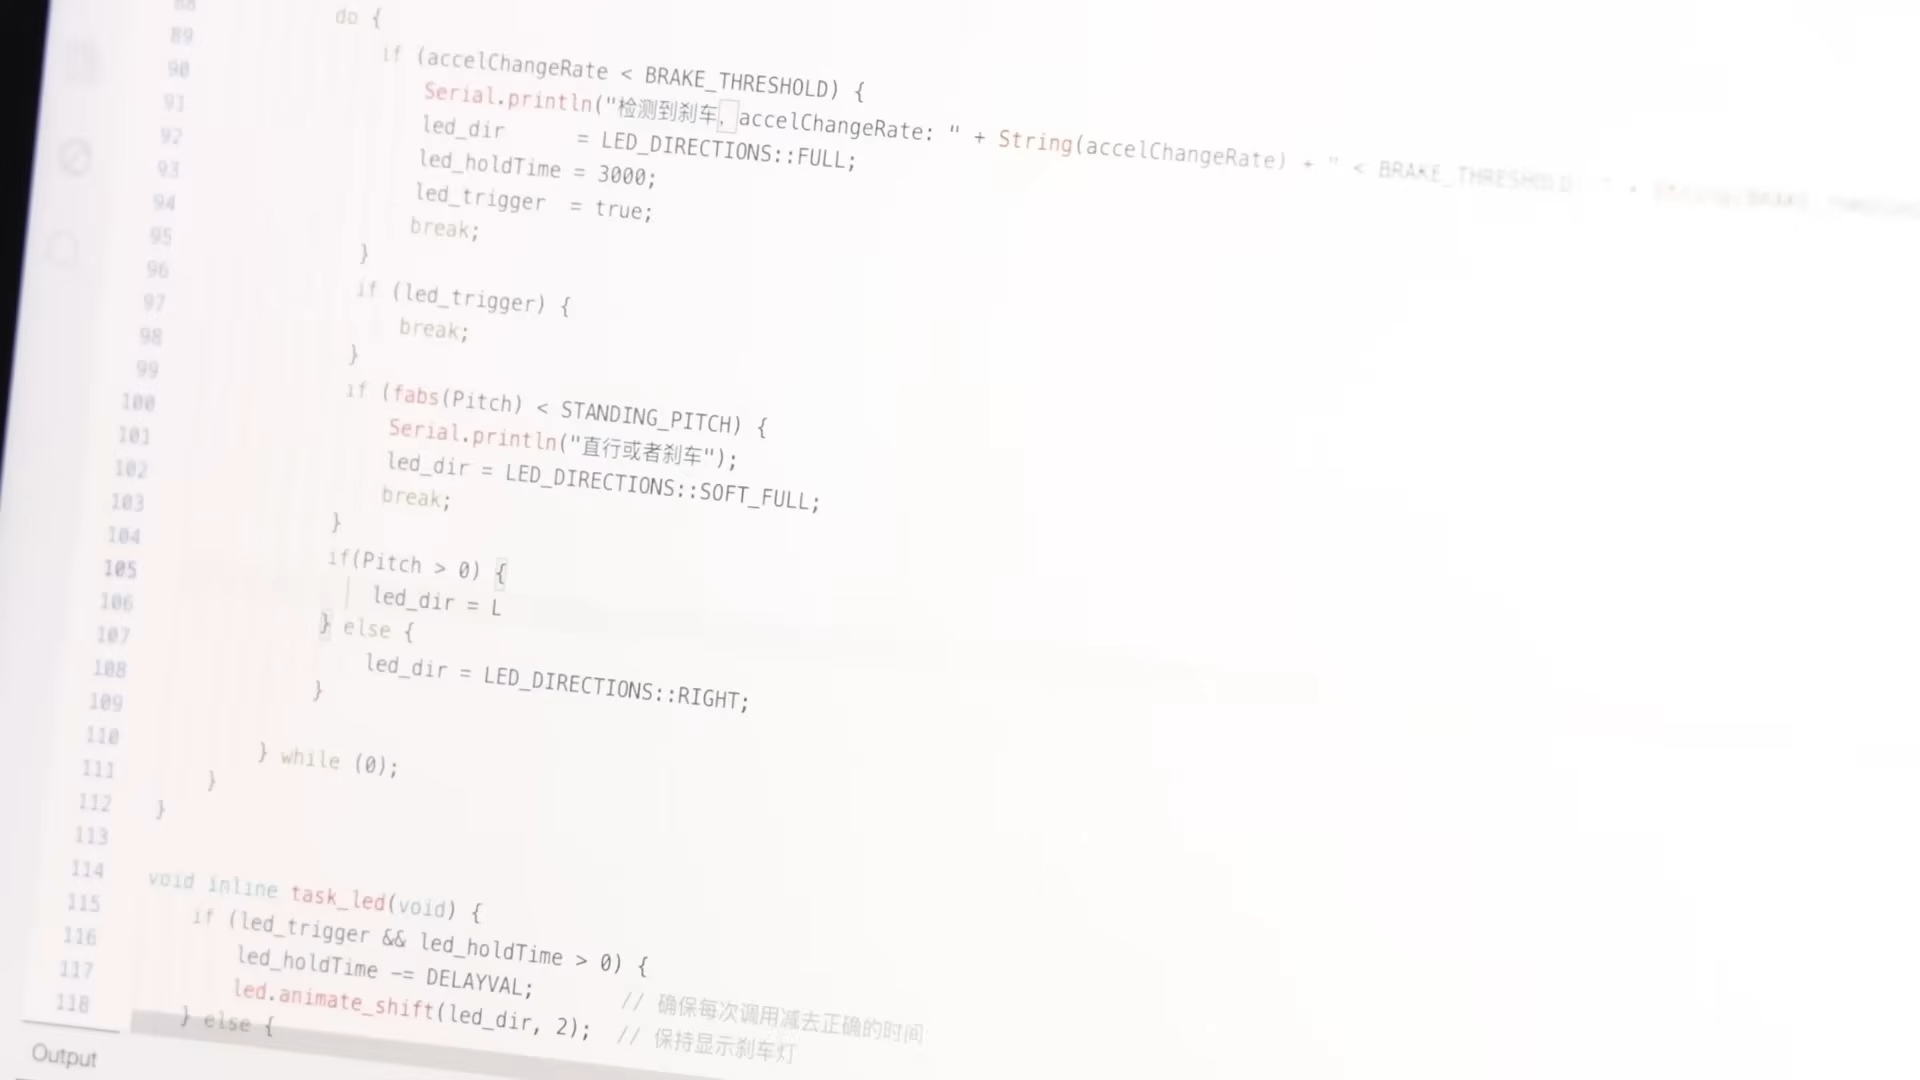 88 do {
89 if (accelChangeRate < BRAKE_THRESHOLD) {
90 Serial.println("检测到刹车，accelChangeRate: " + String(accelChangeRate) + " < BRAKE_THRESHOLD
91 led_dir = LED_DIRECTIONS::FULL;
92 led_holdTime = 3000;
93 led_trigger = true;
94 break;
95 }
96 if (led_trigger) {
97 break;
98 }
99 if (fabs(Pitch) < STANDING_PITCH) {
100 Serial.println("直行或者刹车");
101 led_dir = LED_DIRECTIONS::SOFT_FULL;
102 break;
103 }
104 if(Pitch > 0) {
105 led_dir = L
106 } else {
107 led_dir = LED_DIRECTIONS::RIGHT;
108 }
109
110 } while (0);
111 }
112 }
113
114 void inline task_led(void) {
115 if (led_trigger && led_holdTime > 0) {
116 led_holdTime -= DELAYVAL; // 确保每次调用减去正确的时间
117 led.animate_shift(led_dir, 2); // 保持显示刹车灯
118 } else {
Output